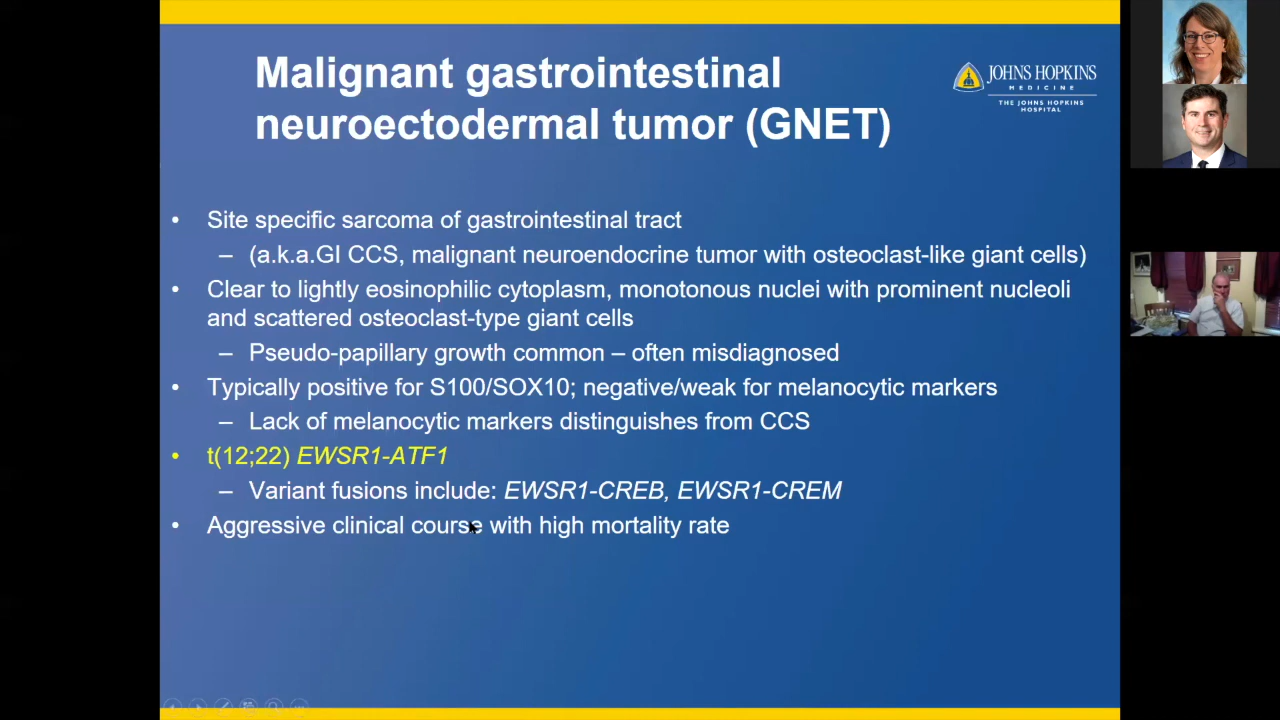 Malignant gastrointestinal
neuroectodermal tumor (GNET)
JOHNS HOPKINS
MEDICINE
THE JOHNS HOPKINS
HOSPITAL
• Site specific sarcoma of gastrointestinal tract
– (a.k.a.GI CCS, malignant neuroendocrine tumor with osteoclast-like giant cells)
• Clear to lightly eosinophilic cytoplasm, monotonous nuclei with prominent nucleoli
and scattered osteoclast-type giant cells
– Pseudo-papillary growth common – often misdiagnosed
• Typically positive for S100/SOX10; negative/weak for melanocytic markers
– Lack of melanocytic markers distinguishes from CCS
• t(12;22) EWSR1-ATF1
– Variant fusions include: EWSR1-CREB, EWSR1-CREM
• Aggressive clinical course with high mortality rate